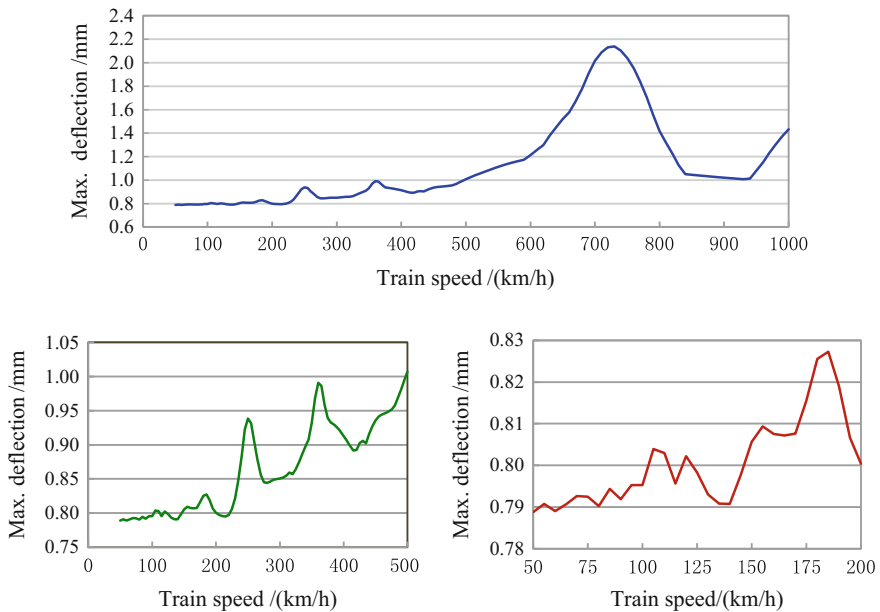 Max. deflection /mm
2.4
2.2
2.0
1.8
1.6
1.4
1.2
1.0
0.8
0.6
0 100 200 300 400 500 600 700 800 900 1000
Train speed /(km/h)
Max. deflection /mm
1.05
1.00
0.95
0.90
0.85
0.80
0.75
0 100 200 300 400 500
Train speed /(km/h)
Max. deflection /mm
0.83
0.82
0.81
0.80
0.79
0.78
50 75 100 125 150 175 200
Train speed/(km/h)